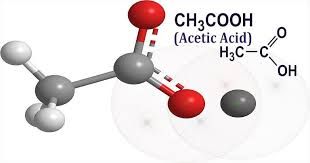 CH3COOH
(Acetic Acid)
O
H₃C
OH